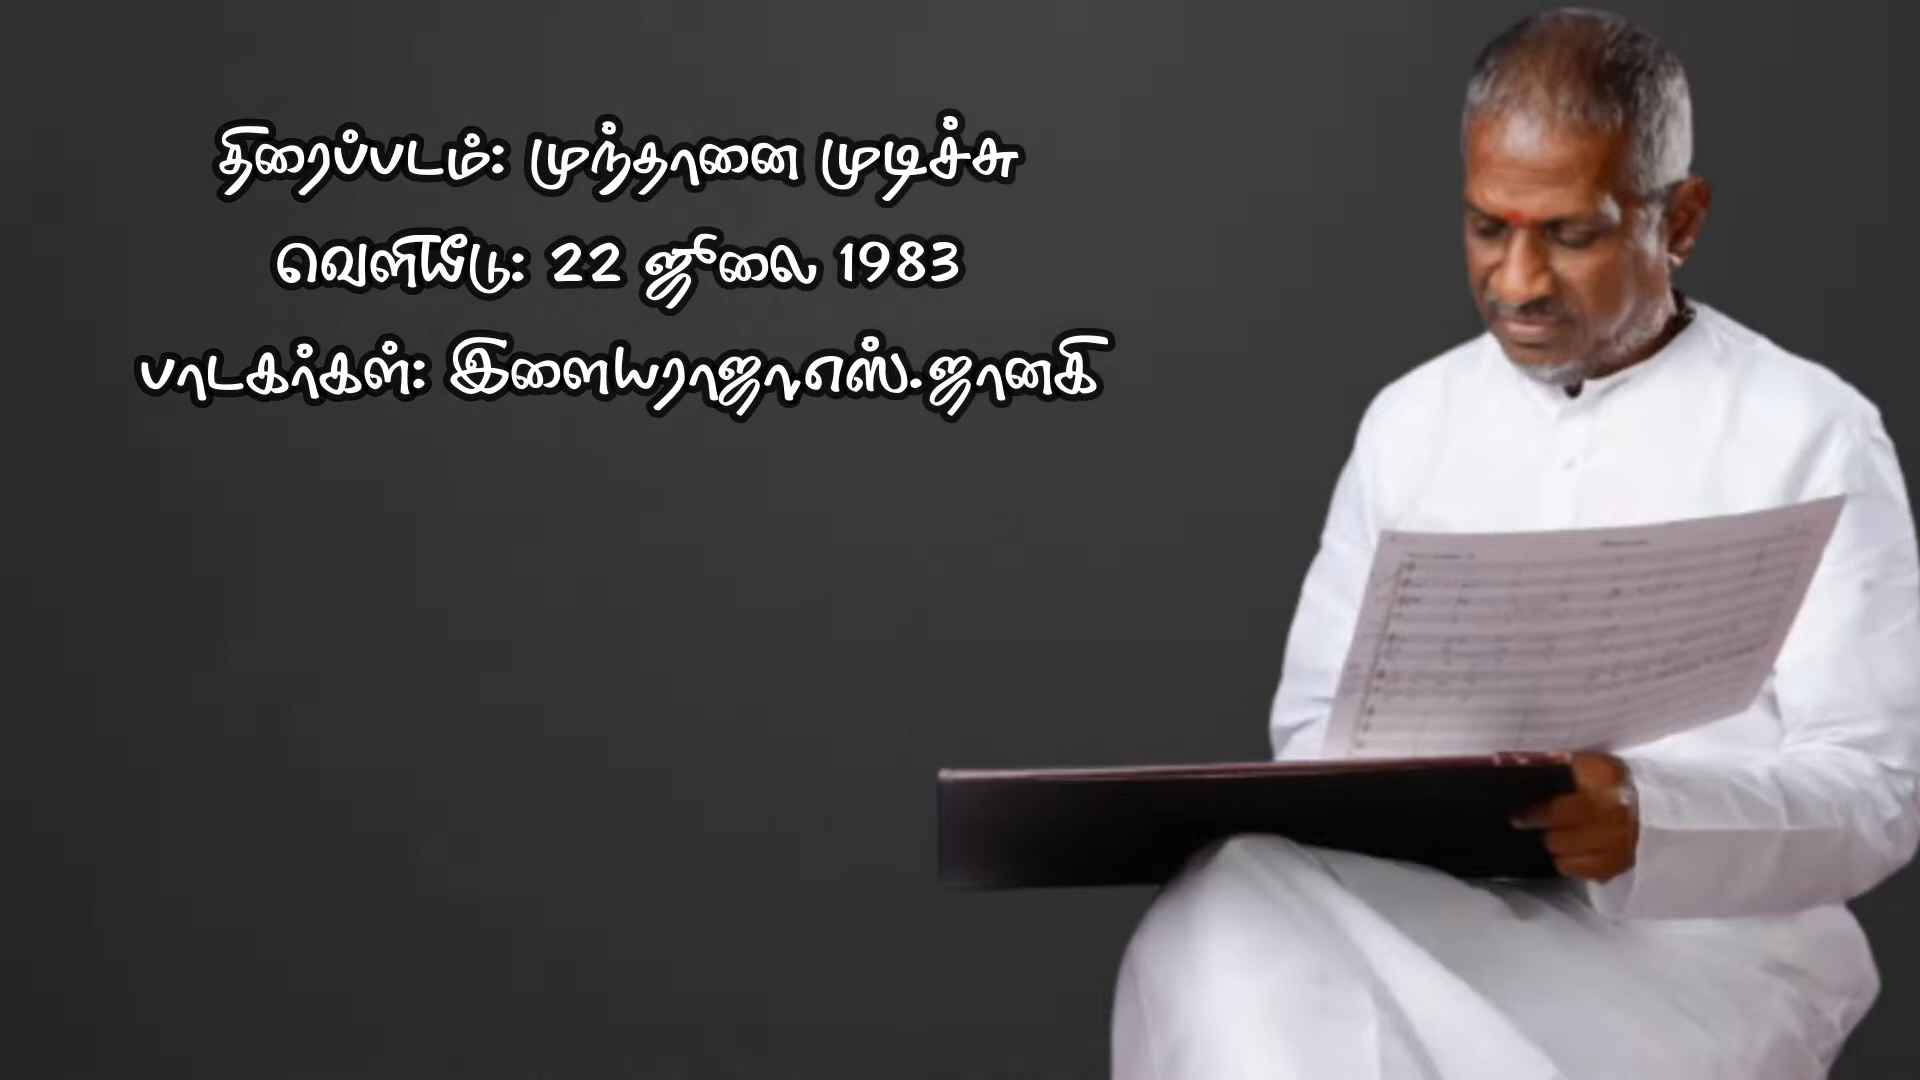 திரைப்படம்: முந்தானை முடிச்சு
வெளியீடு: 22 ஜூலை 1983
பாடகர்கள்: இளையராஜா,எஸ்.ஜானகி